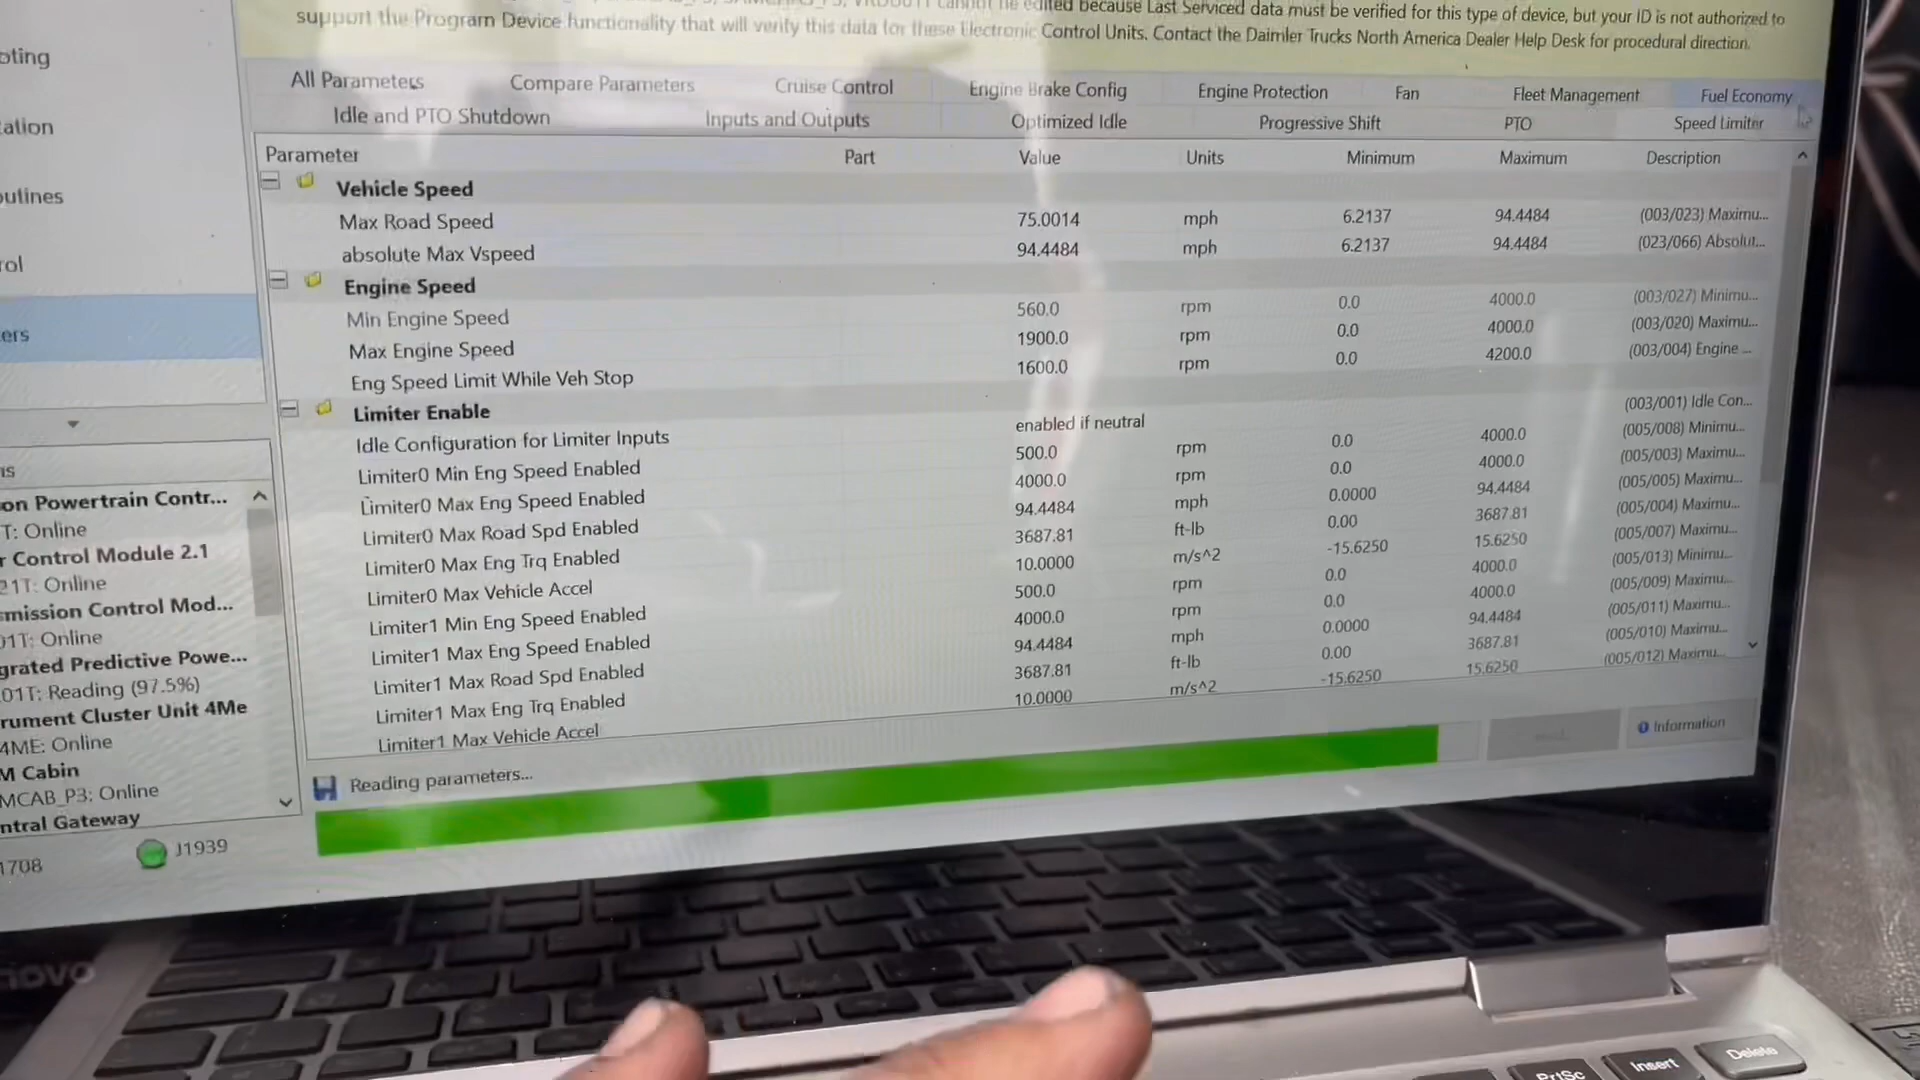 cannot be edited because Last Serviced data must be verified for this type of device, but your ID is not authorized to
support the Program Device functionality that will verify this data for these Electronic Control Units. Contact the Daimler Trucks North America Dealer Help Desk for procedural direction.
oting
ation
outines
rol
ers
All Parameters Compare Parameters Cruise Control Engine Brake Config Engine Protection Fan Fleet Management Fuel Economy
Idle and PTO Shutdown Inputs and Outputs Optimized Idle Progressive Shift PTO Speed Limiter
Parameter Part Value Units Minimum Maximum Description
Vehicle Speed
Max Road Speed 75.0014 mph 6.2137 94.4484 (003/023) Maximu...
absolute Max Vspeed 94.4484 mph 6.2137 94.4484 (023/066) Absolut...
Engine Speed
Min Engine Speed 560.0 rpm 0.0 4000.0 (003/027) Minimu...
Max Engine Speed 1900.0 rpm 0.0 4000.0 (003/020) Maximu...
Eng Speed Limit While Veh Stop 1600.0 rpm 0.0 4200.0 (003/004) Engine ...
Limiter Enable
Idle Configuration for Limiter Inputs enabled if neutral (003/001) Idle Con...
Limiter0 Min Eng Speed Enabled 500.0 rpm 0.0 4000.0 (005/008) Minimu...
Limiter0 Max Eng Speed Enabled 4000.0 rpm 0.0 4000.0 (005/003) Maximu...
Limiter0 Max Road Spd Enabled 94.4484 mph 0.0000 94.4484 (005/005) Maximu...
Limiter0 Max Eng Trq Enabled 3687.81 ft-lb 0.00 3687.81 (005/004) Maximu...
Limiter0 Max Vehicle Accel 10.0000 m/s^2 -15.6250 15.6250 (005/007) Maximu...
Limiter1 Min Eng Speed Enabled 500.0 rpm 0.0 4000.0 (005/013) Minimu...
Limiter1 Max Eng Speed Enabled 4000.0 rpm 0.0 4000.0 (005/009) Maximu...
Limiter1 Max Road Spd Enabled 94.4484 mph 0.0000 94.4484 (005/011) Maximu...
Limiter1 Max Eng Trq Enabled 3687.81 ft-lb 0.00 3687.81 (005/010) Maximu...
Limiter1 Max Vehicle Accel 10.0000 m/s^2 -15.6250 15.6250 (005/012) Maximu...
Reading parameters...
Information
ns
on Powertrain Contr...
T: Online
r Control Module 2.1
21T: Online
smission Control Mod...
01T: Online
grated Predictive Powe...
01T: Reading (97.5%)
rument Cluster Unit 4Me
4ME: Online
M Cabin
MCAB_P3: Online
ntral Gateway
1708 J1939
novo
PrtSc Insert Delete